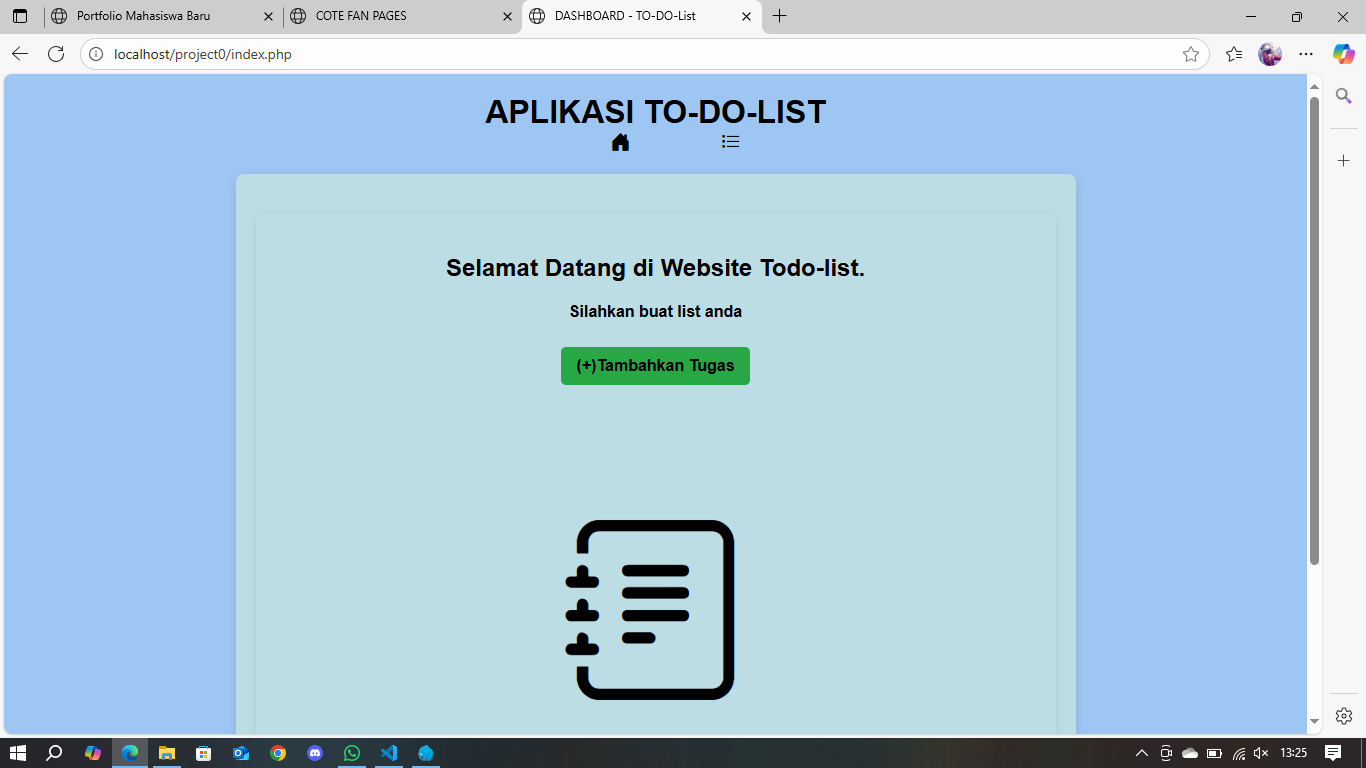 Portfolio Mahasiswa Baru
COTE FAN PAGES
DASHBOARD - TO-DO-List
localhost/project0/index.php
APLIKASI TO-DO-LIST
Selamat Datang di Website Todo-list.
Silahkan buat list anda
(+)Tambahkan Tugas
13:25